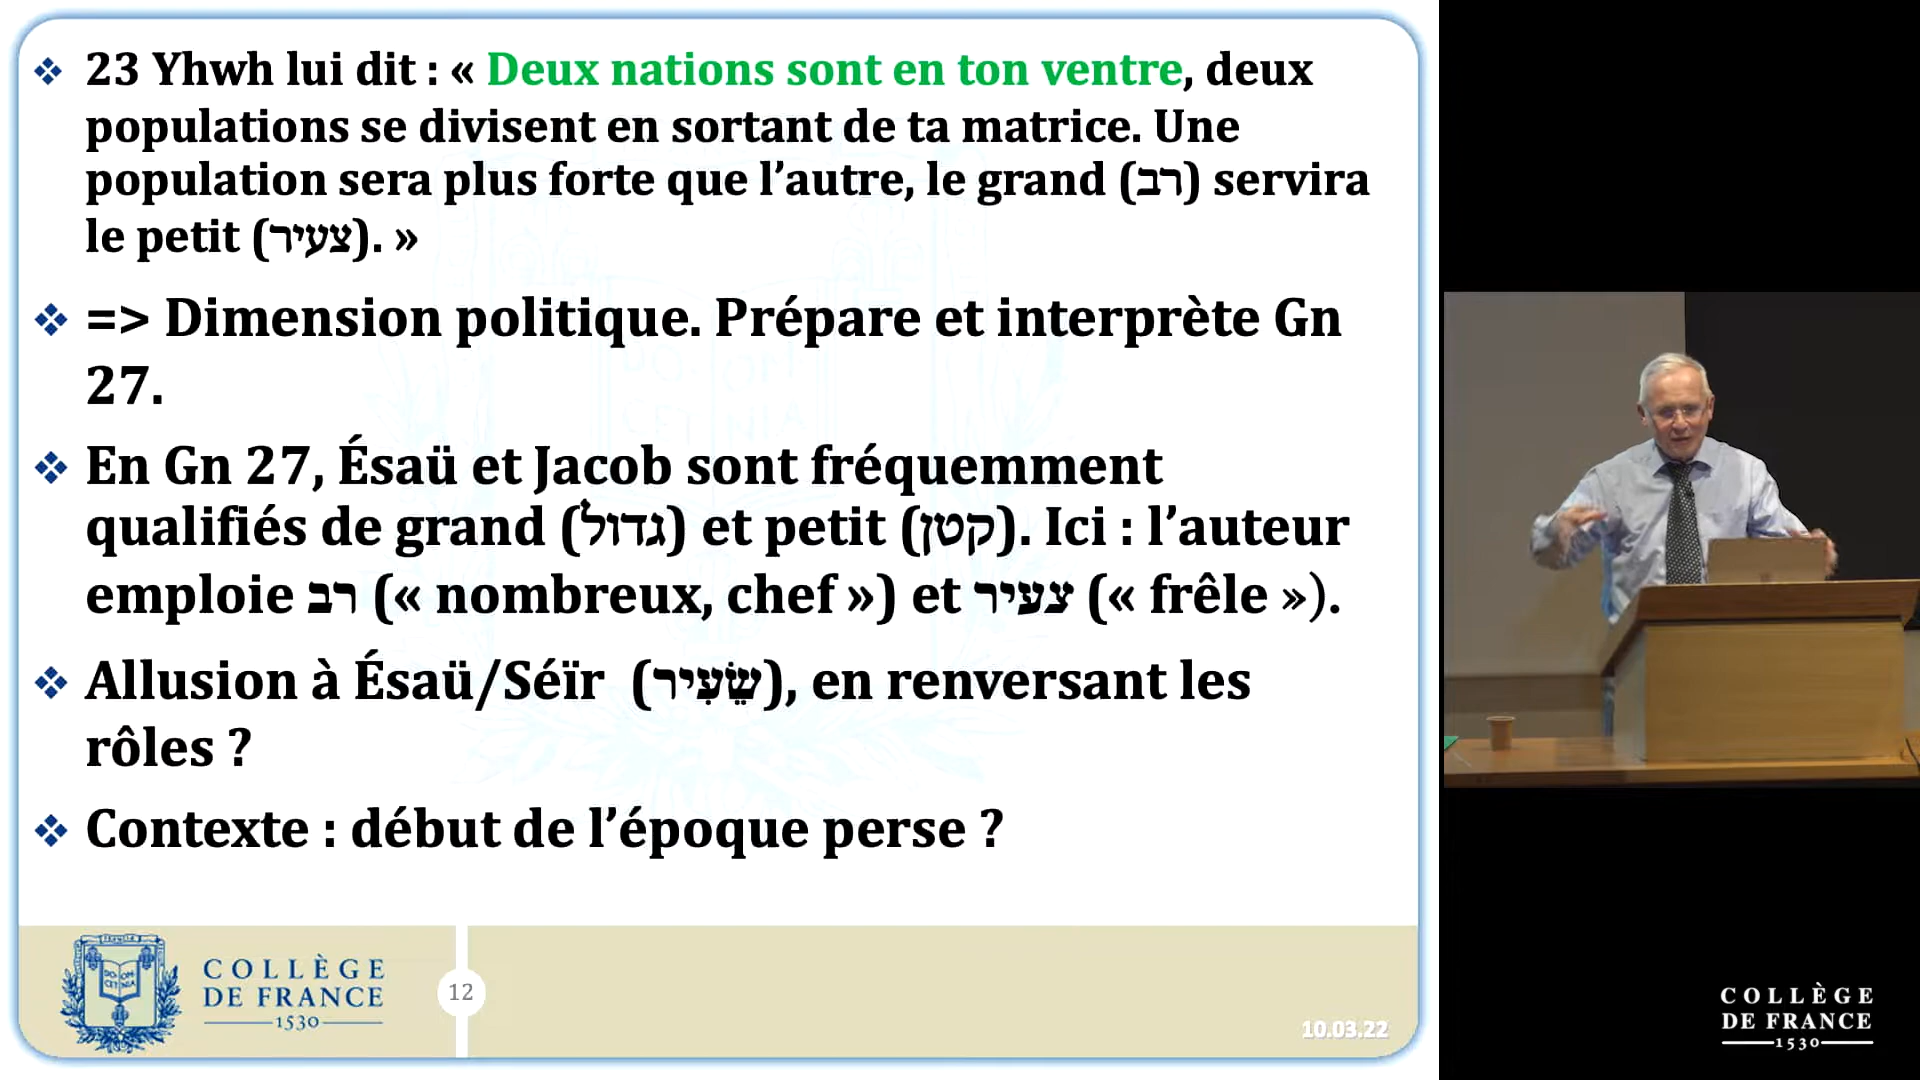 ❖ 23 Yhwh lui dit : « Deux nations sont en ton ventre, deux
populations se divisent en sortant de ta matrice. Une
population sera plus forte que l’autre, le grand (רב) servira
le petit (צעיר). »
❖ => Dimension politique. Prépare et interprète Gn
27.
❖ En Gn 27, Ésaü et Jacob sont fréquemment
qualifiés de grand (גדול) et petit (קטן). Ici : l’auteur
emploie רב (« nombreux, chef ») et צעיר (« frêle »).
❖ Allusion à Ésaü/Séïr (שֵׂעִיר), en renversant les
rôles ?
❖ Contexte : début de l’époque perse ?
COLLÈGE
DE FRANCE
1530
12
10.03.22
COLLÈGE
DE FRANCE
1530